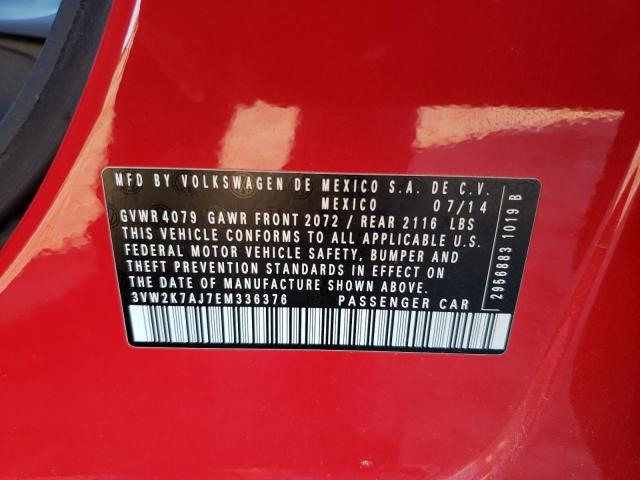 MFD BY VOLKSWAGEN DE MEXICO S.A. DE C.V.
MEXICO 07/14
GVWR 4079 GAWR FRONT 2072 / REAR 2116 LBS
THIS VEHICLE CONFORMS TO ALL APPLICABLE U.S.
FEDERAL MOTOR VEHICLE SAFETY, BUMPER AND
THEFT PREVENTION STANDARDS IN EFFECT ON
THE DATE OF MANUFACTURE SHOWN ABOVE.
3VW2K7AJ7EM336376 PASSENGER CAR
2956883 1019 B